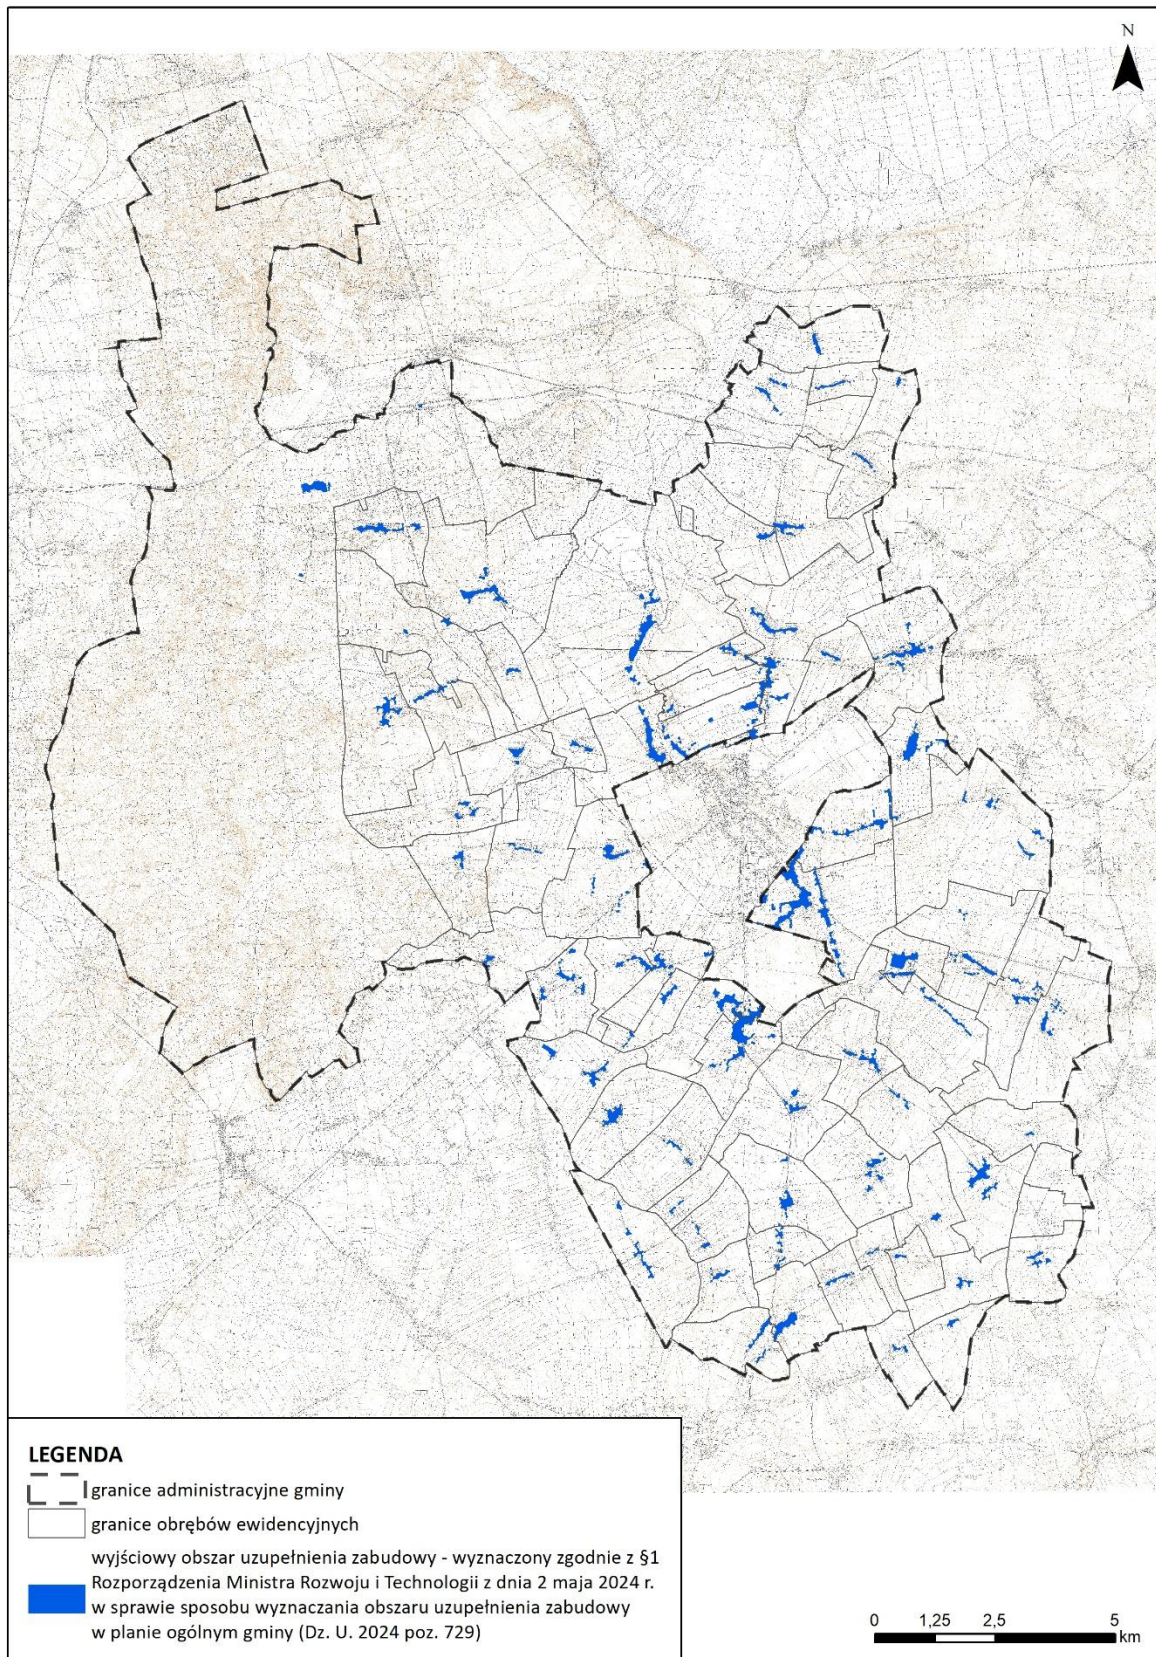 N
LEGENDA
granice administracyjne gminy
granice obrębów ewidencyjnych
wyjściowy obszar uzupełnienia zabudowy - wyznaczony zgodnie z §1
Rozporządzenia Ministra Rozwoju i Technologii z dnia 2 maja 2024 r.
w sprawie sposobu wyznaczania obszaru uzupełnienia zabudowy
w planie ogólnym gminy (Dz. U. 2024 poz. 729)
0 1,25 2,5 5
km